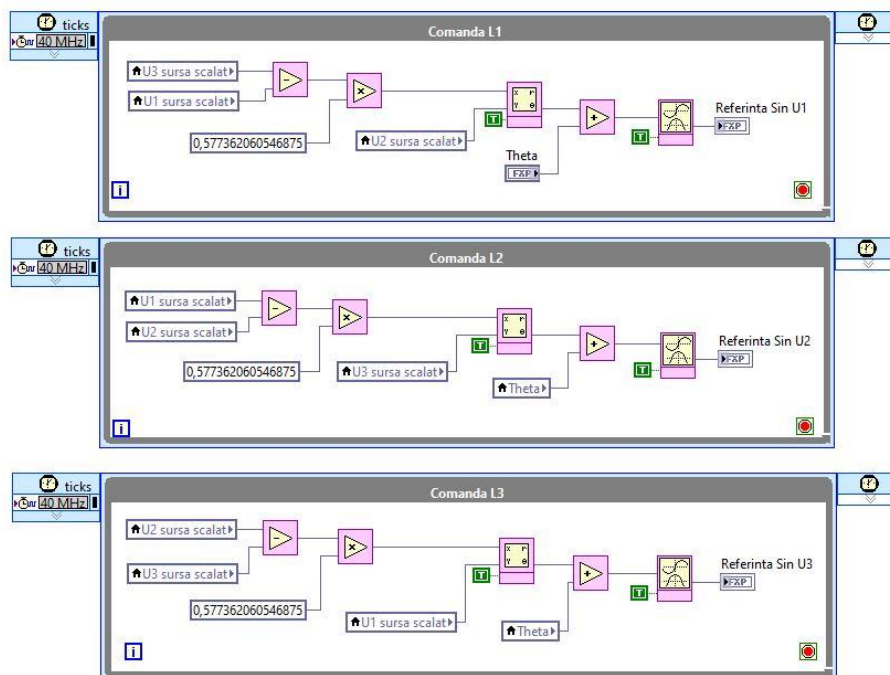 ticks
40 MHz
Comanda L1
U3 sursa scalat
U1 sursa scalat
x r
Y θ
Referinta Sin U1
T
T
FXP
0,577362060546875
U2 sursa scalat
Theta
FXP
i
ticks
40 MHz
Comanda L2
U1 sursa scalat
U2 sursa scalat
x r
Y θ
Referinta Sin U2
T
FXP
0,577362060546875
U3 sursa scalat
T
Theta
i
ticks
40 MHz
Comanda L3
U2 sursa scalat
U3 sursa scalat
x r
Y θ
Referinta Sin U3
T
FXP
0,577362060546875
T
U1 sursa scalat
Theta
i